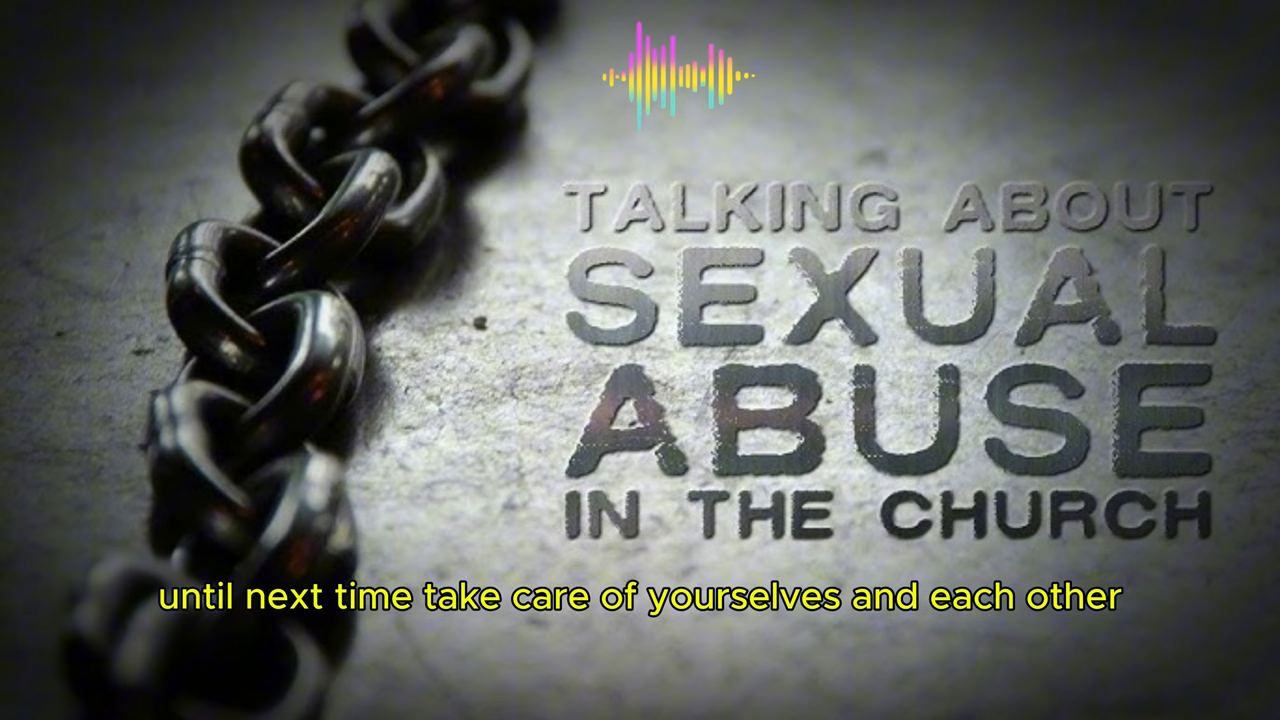 TALKING ABOUT
SEXUAL
ABUSE
IN THE CHURCH
until next time take care of yourselves and each other